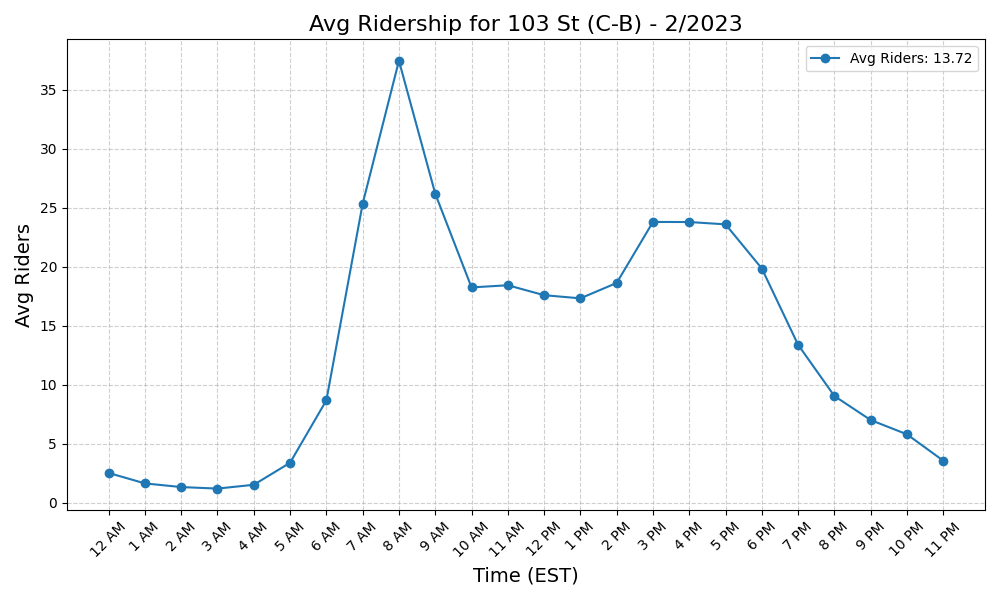 Avg Ridership for 103 St (C-B) - 2/2023
Avg Riders: 13.72
Avg Riders
35
30
25
20
15
10
5
0
12 AM
1 AM
2 AM
3 AM
4 AM
5 AM
6 AM
7 AM
8 AM
9 AM
10 AM
11 AM
12 PM
1 PM
2 PM
3 PM
4 PM
5 PM
6 PM
7 PM
8 PM
9 PM
10 PM
11 PM
Time (EST)